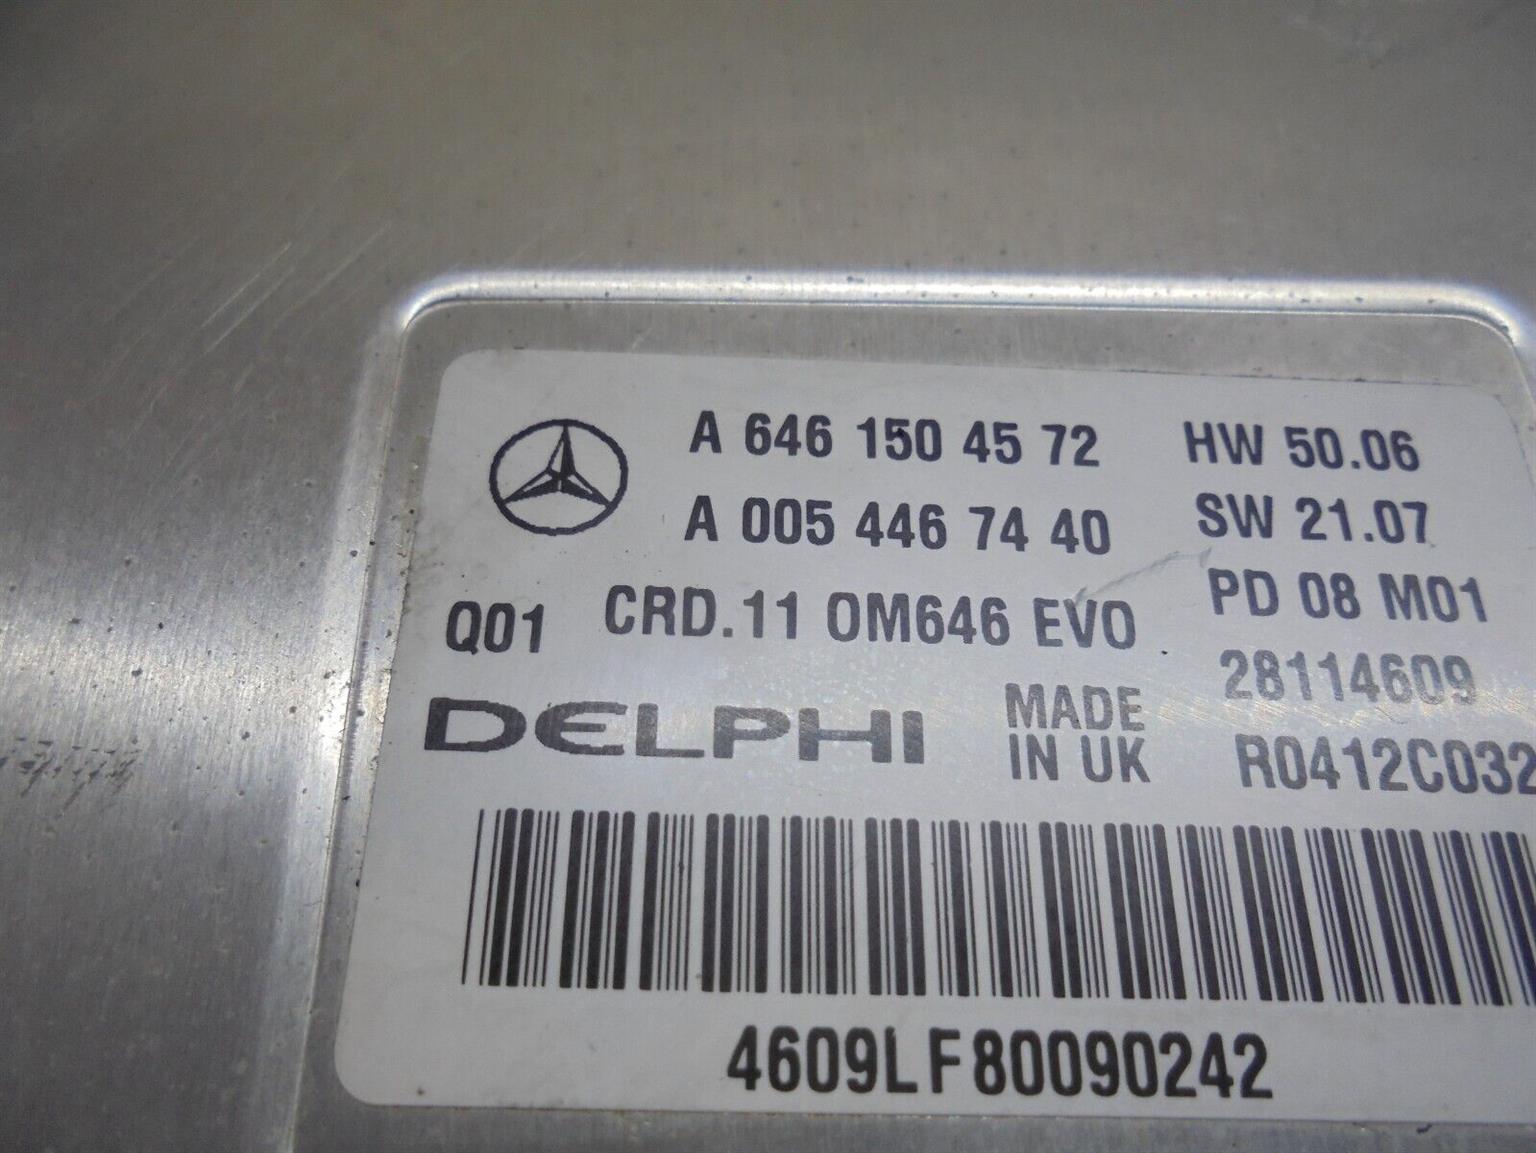 A 646 150 45 72 HW 50.06
A 005 446 74 40 SW 21.07
Q01 CRD.11 OM646 EVO PD 08 M01
28114609
DELPHI MADE IN UK R0412C032
4609LF80090242